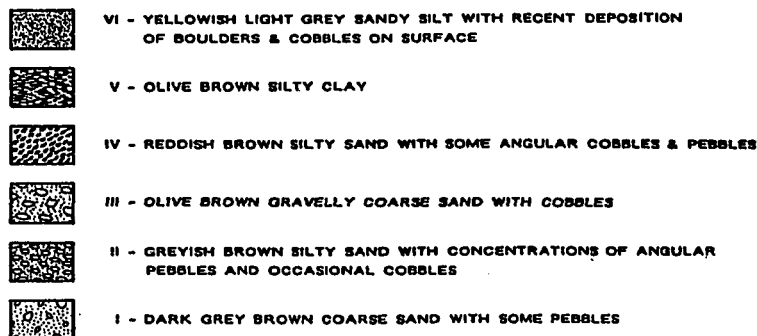 VI - YELLOWISH LIGHT GREY SANDY SILT WITH RECENT DEPOSITION
OF BOULDERS & COBBLES ON SURFACE
V - OLIVE BROWN SILTY CLAY
IV - REDDISH BROWN SILTY SAND WITH SOME ANGULAR COBBLES & PEBBLES
III - OLIVE BROWN GRAVELLY COARSE SAND WITH COBBLES
II - GREYISH BROWN SILTY SAND WITH CONCENTRATIONS OF ANGULAR
PEBBLES AND OCCASIONAL COBBLES
I - DARK GREY BROWN COARSE SAND WITH SOME PEBBLES